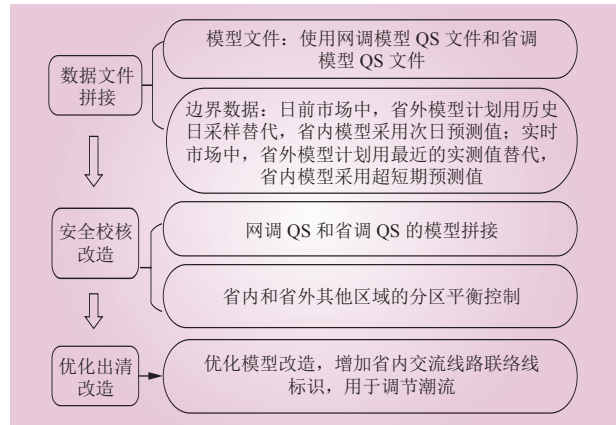 模型文件：使用网调模型 QS 文件和省调
模型 QS 文件
数据文件
拼接
边界数据：日前市场中，省外模型计划用历史
日采样替代，省内模型采用次日预测值；实时
市场中，省外模型计划用最近的实测值替代，
省内模型采用超短期预测值
安全校核
改造
网调 QS 和省调 QS 的模型拼接
省内和省外其他区域的分区平衡控制
优化出清
改造
优化模型改造，增加省内交流线路联络线
标识，用于调节潮流